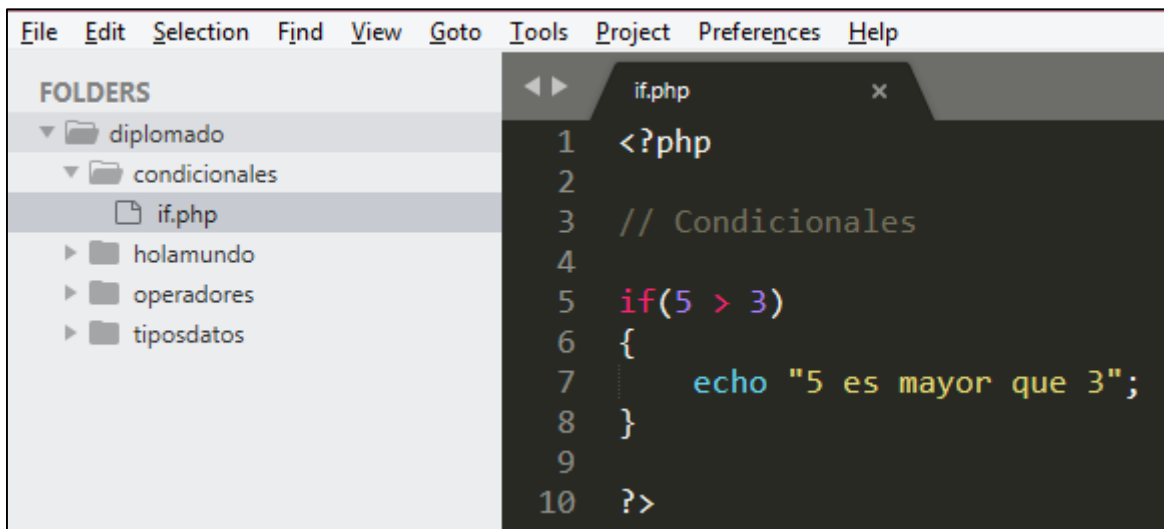 File Edit Selection Find View Goto Tools Project Preferences Help
FOLDERS
diplomado
condicionales
if.php
holamundo
operadores
tiposdatos
if.php ×
1 <?php
2
3 // Condicionales
4
5 if(5 > 3)
6 {
7 echo "5 es mayor que 3";
8 }
9
10 ?>